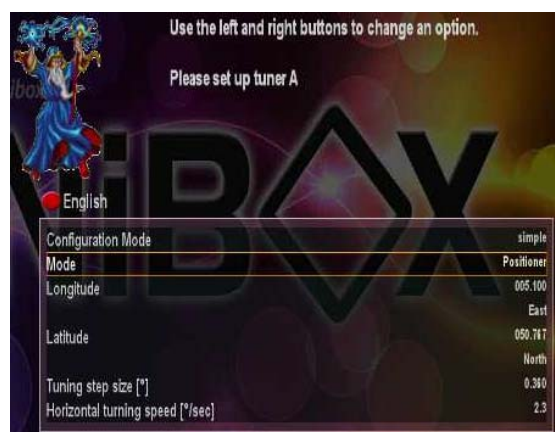 Use the left and right buttons to change an option.
Please set up tuner A
English
Configuration Mode simple
Mode Positioner
Longitude 005.100
East
Latitude 050.767
North
Tuning step size [°] 0.360
Horizontal turning speed [°/sec] 2.3